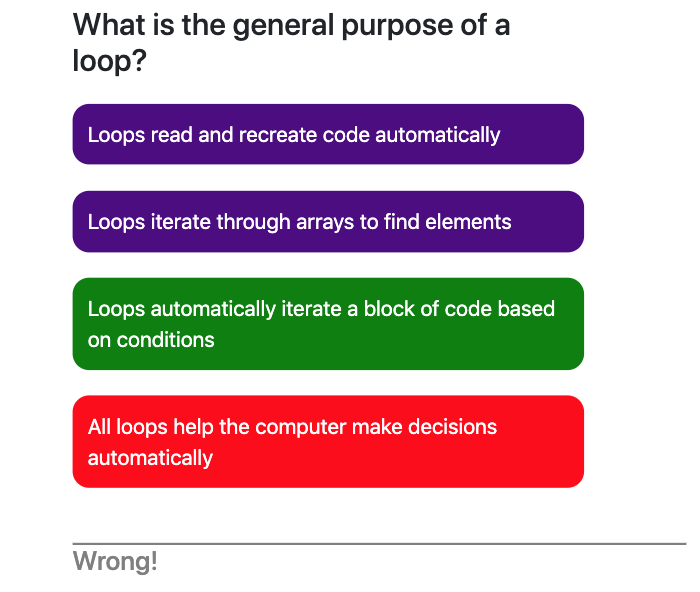 What is the general purpose of a
loop?
Loops read and recreate code automatically
Loops iterate through arrays to find elements
Loops automatically iterate a block of code based
on conditions
All loops help the computer make decisions
automatically
Wrong!